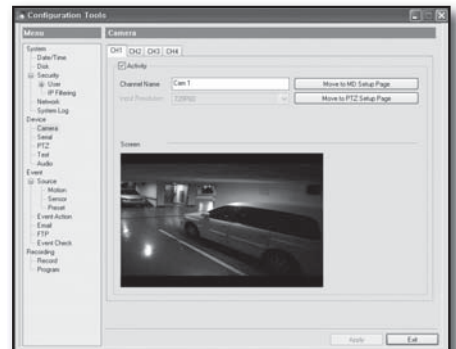 Configuration Tools
Menu
System
Date/Time
Disk
Security
User
IP Filtering
Network
System Log
Device
Camera
Serial
PTZ
Text
Audio
Event
Source
Motion
Sensor
Preset
Event Action
Email
FTP
Event Check
Recording
Record
Program
Camera
CH1 CH2 CH3 CH4
Activity
Channel Name Cam 1 Move to MD Setup Page
Input Resolution Move to PTZ Setup Page
Screen
Apply Exit